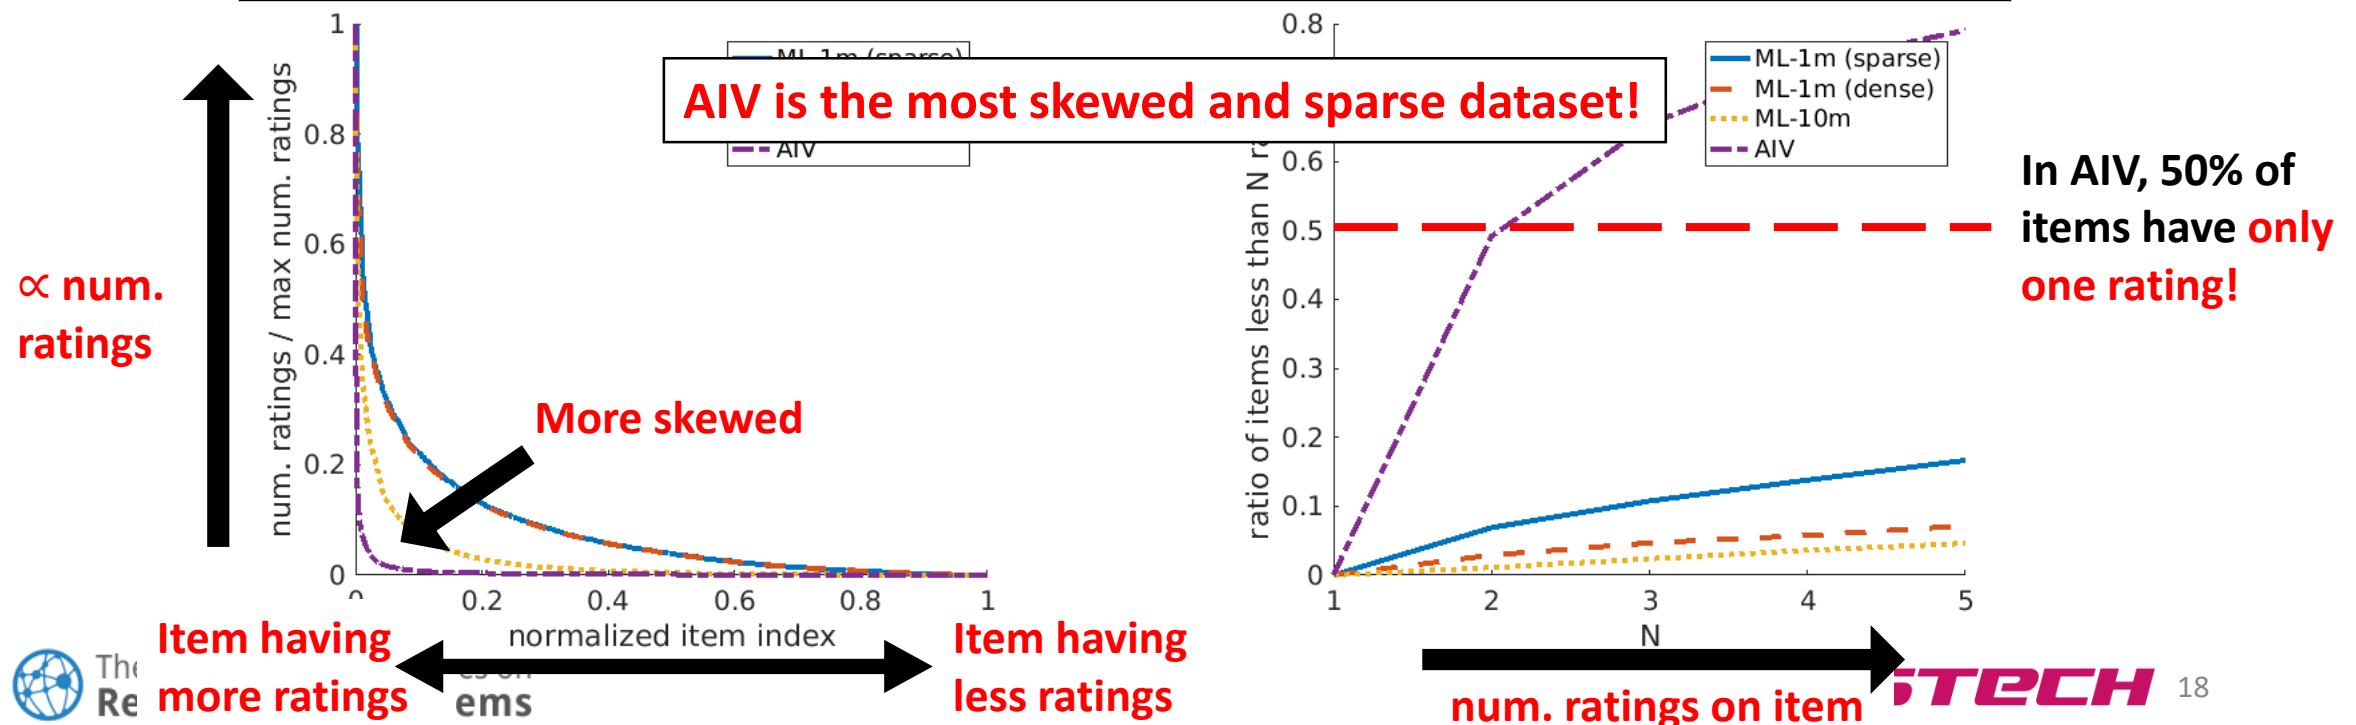 1
0.8
0.6
0.4
0.2
0
num. ratings / max num. ratings
0.2
0.4
0.6
0.8
1
normalized item index
AIV
AIV is the most skewed and sparse dataset!
∝ num.
ratings
More skewed
Item having
more ratings
Item having
less ratings
0.8
0.6
0.5
0.4
0.3
0.2
0.1
0
ratio of items less than N
1
2
3
4
5
N
ML-1m (sparse)
ML-1m (dense)
ML-10m
AIV
In AIV, 50% of
items have only
one rating!
num. ratings on item
18